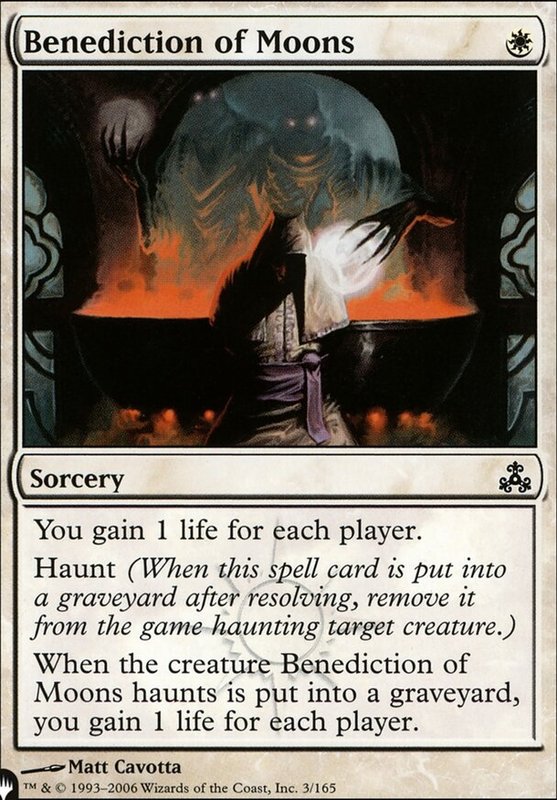 Benediction of Moons
Sorcery
You gain 1 life for each player.
Haunt (When this spell card is put into
a graveyard after resolving, remove it
from the game haunting target creature.)
When the creature Benediction of
Moons haunts is put into a graveyard,
you gain 1 life for each player.
Matt Cavotta
™ & © 1993–2006 Wizards of the Coast, Inc. 3/165